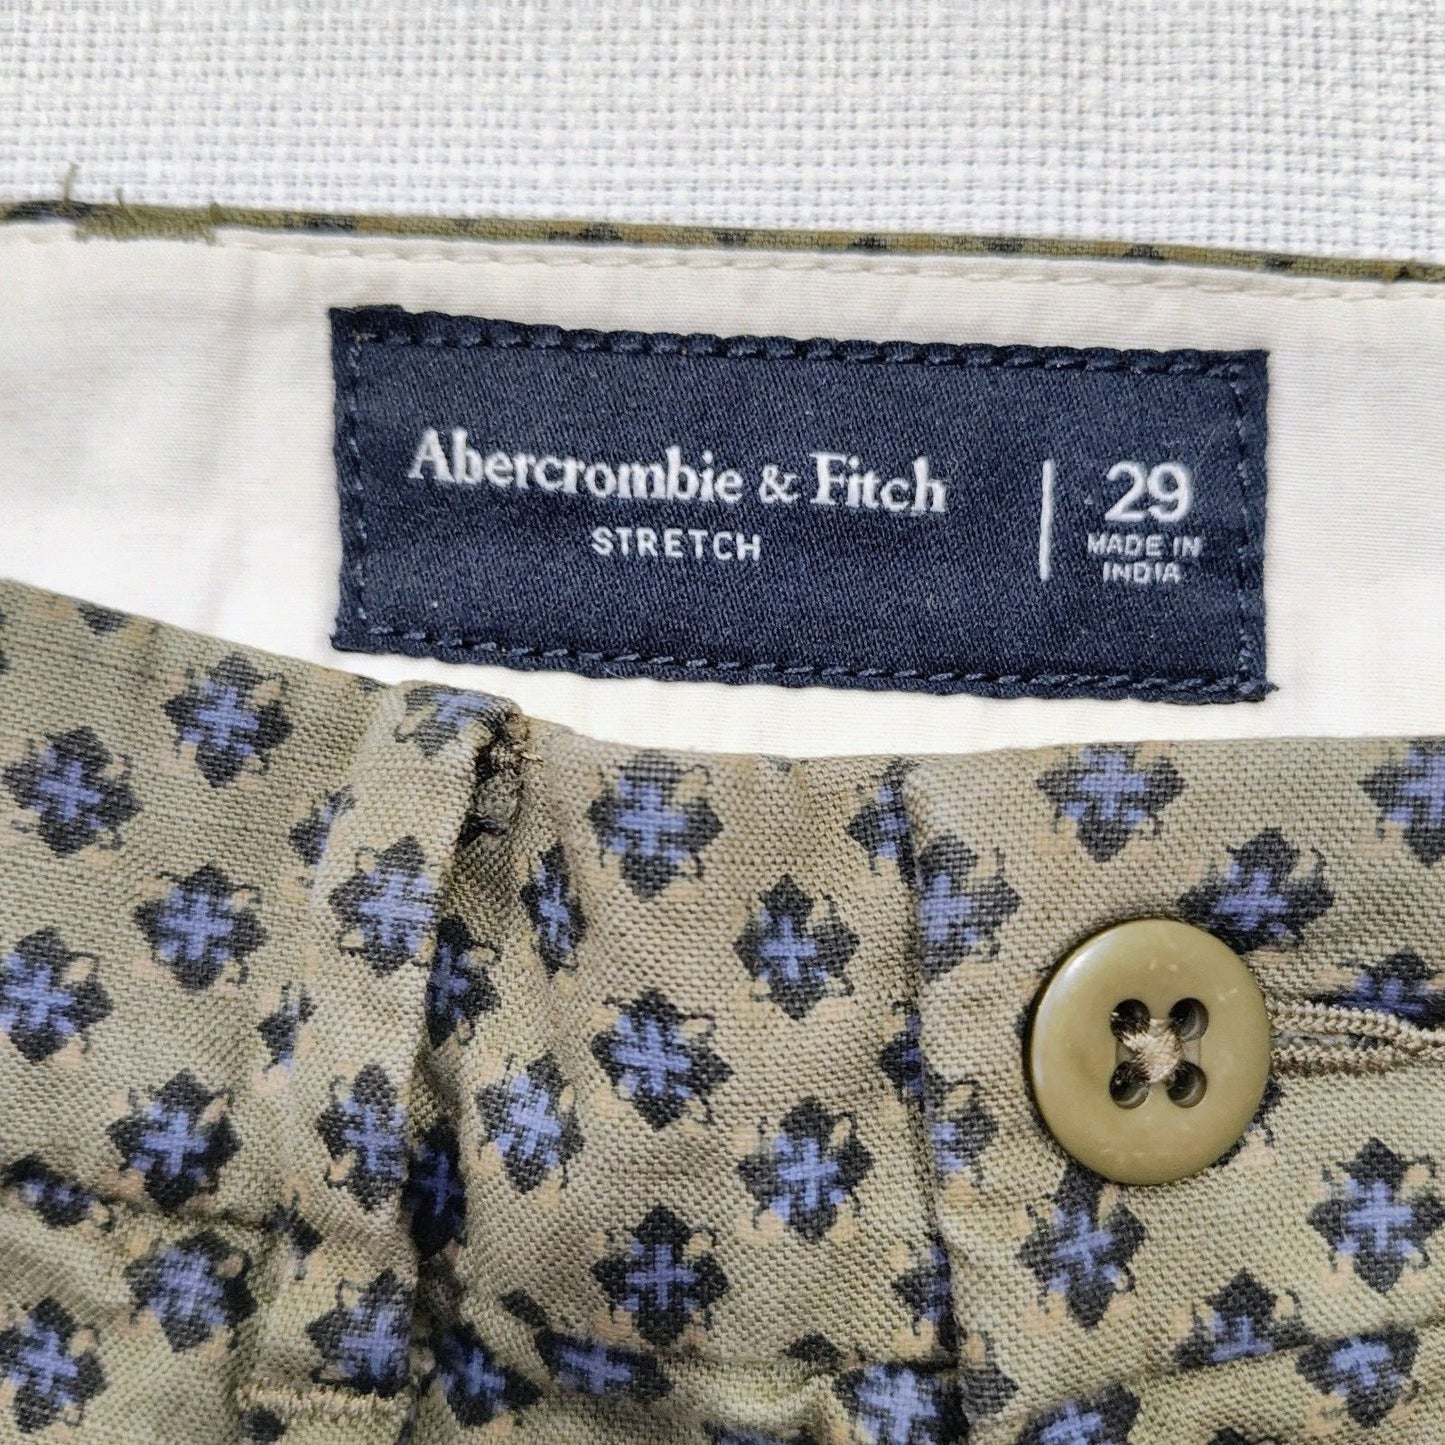 Abercrombie & Fitch
STRETCH
29
MADE IN
INDIA